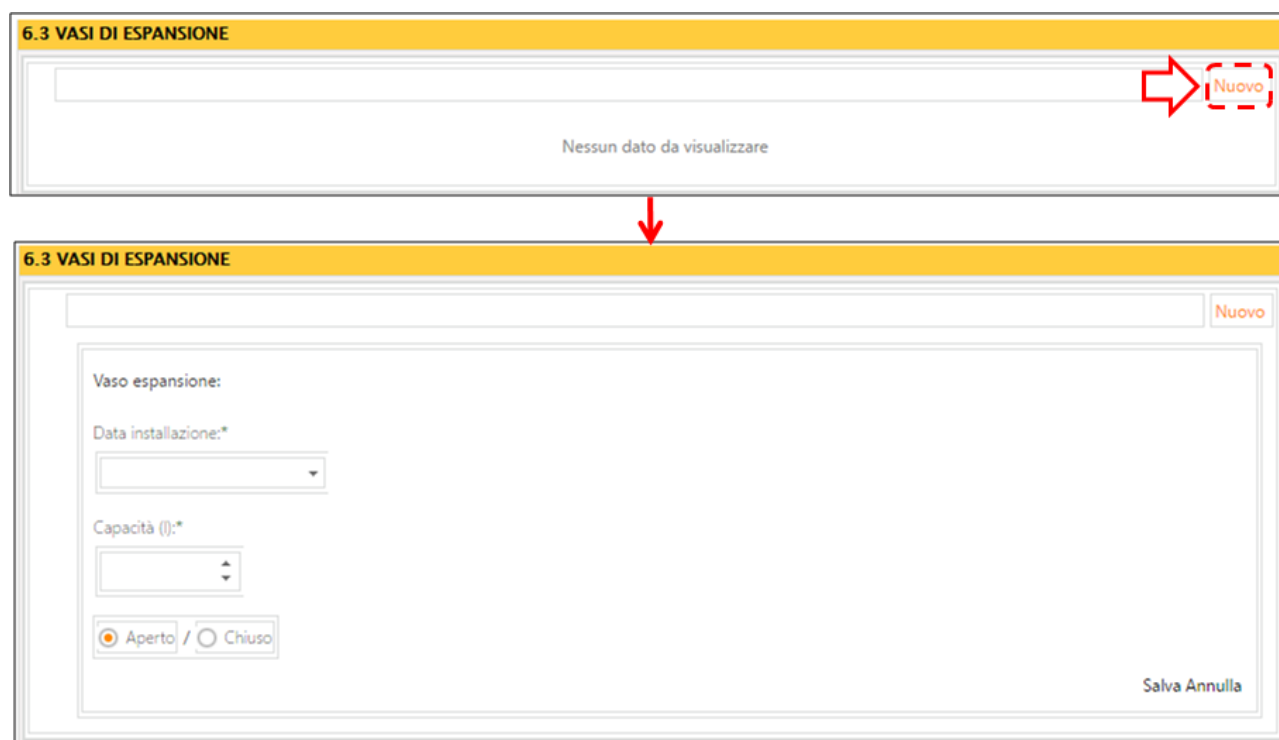 6.3 VASI DI ESPANSIONE
Nuovo
Nessun dato da visualizzare
6.3 VASI DI ESPANSIONE
Nuovo
Vaso espansione:
Data installazione:*
Capacità (l):*
Aperto / Chiuso
Salva Annulla